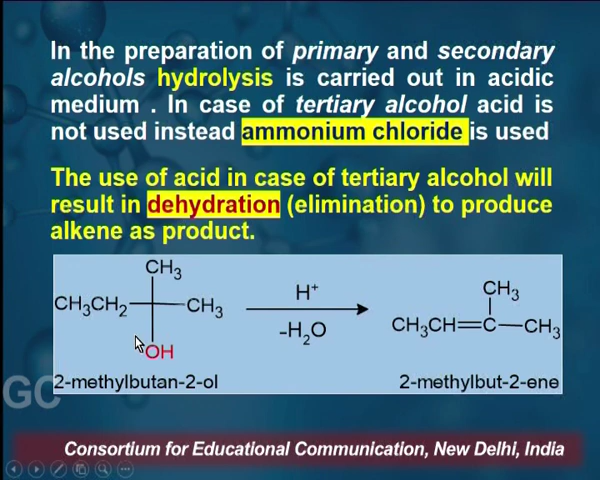 In the preparation of primary and secondary
alcohols hydrolysis is carried out in acidic
medium . In case of tertiary alcohol acid is
not used instead ammonium chloride is used
The use of acid in case of tertiary alcohol will
result in dehydration (elimination) to produce
alkene as product.
CH₃
CH₃CH₂ CH₃
OH
H⁺
-H₂O
CH₃
CH₃CH=C—CH₃
2-methylbutan-2-ol
2-methylbut-2-ene
GC
Consortium for Educational Communication, New Delhi, India